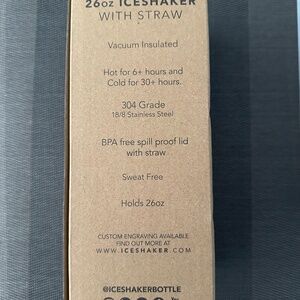 26oz ICESHAKER
WITH STRAW
Vacuum Insulated
Hot for 6+ hours and
Cold for 30+ hours.
304 Grade
18/8 Stainless Steel
BPA free spill proof lid
with straw
Sweat Free
Holds 26oz
CUSTOM ENGRAVING AVAILABLE
FIND OUT MORE AT
WWW.ICESHAKER.COM
@ICESHAKERBOTTLE